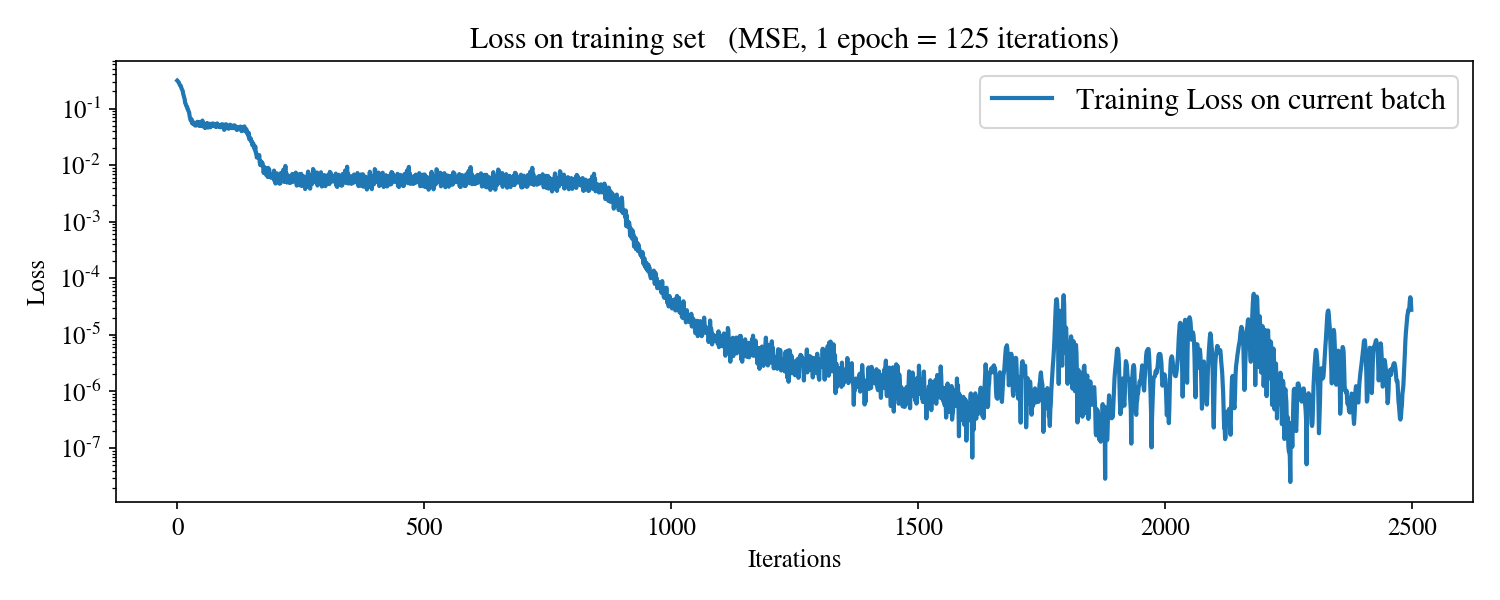 Loss on training set (MSE, 1 epoch = 125 iterations)
Training Loss on current batch
Loss
10^-1
10^-2
10^-3
10^-4
10^-5
10^-6
10^-7
0 500 1000 1500 2000 2500
Iterations